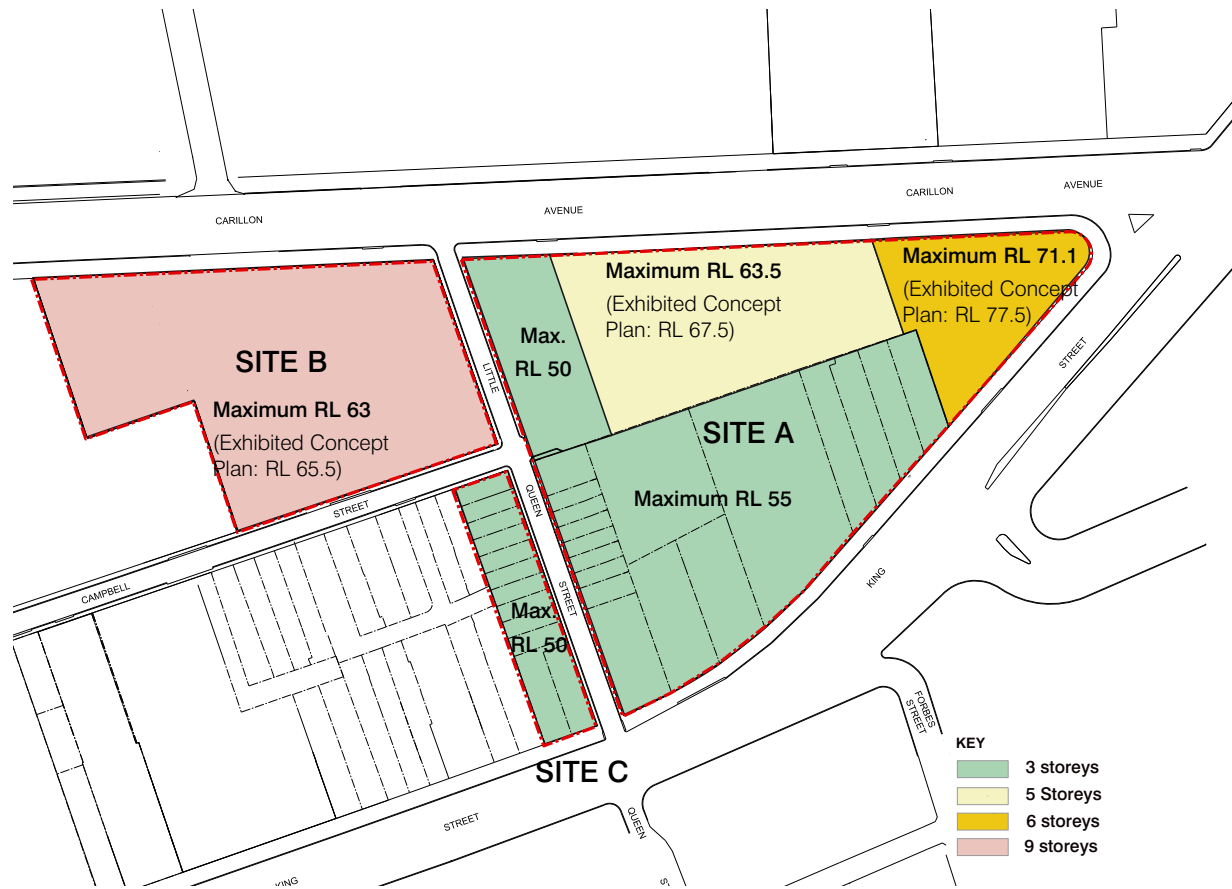 CARILLON
AVENUE
CARILLON
AVENUE
Maximum RL 63.5
(Exhibited Concept
Plan: RL 67.5)
Maximum RL 71.1
(Exhibited Concept
Plan: RL 77.5)
Max.
RL 50
SITE B
Maximum RL 63
(Exhibited Concept
Plan: RL 65.5)
LITTLE
QUEEN
STREET
SITE A
Maximum RL 55
STREET
KING
STREET
CAMPBELL
Max.
RL 50
SITE C
FORBES
STREET
KEY
3 storeys
5 Storeys
6 storeys
9 storeys
STREET
KING
QUEEN